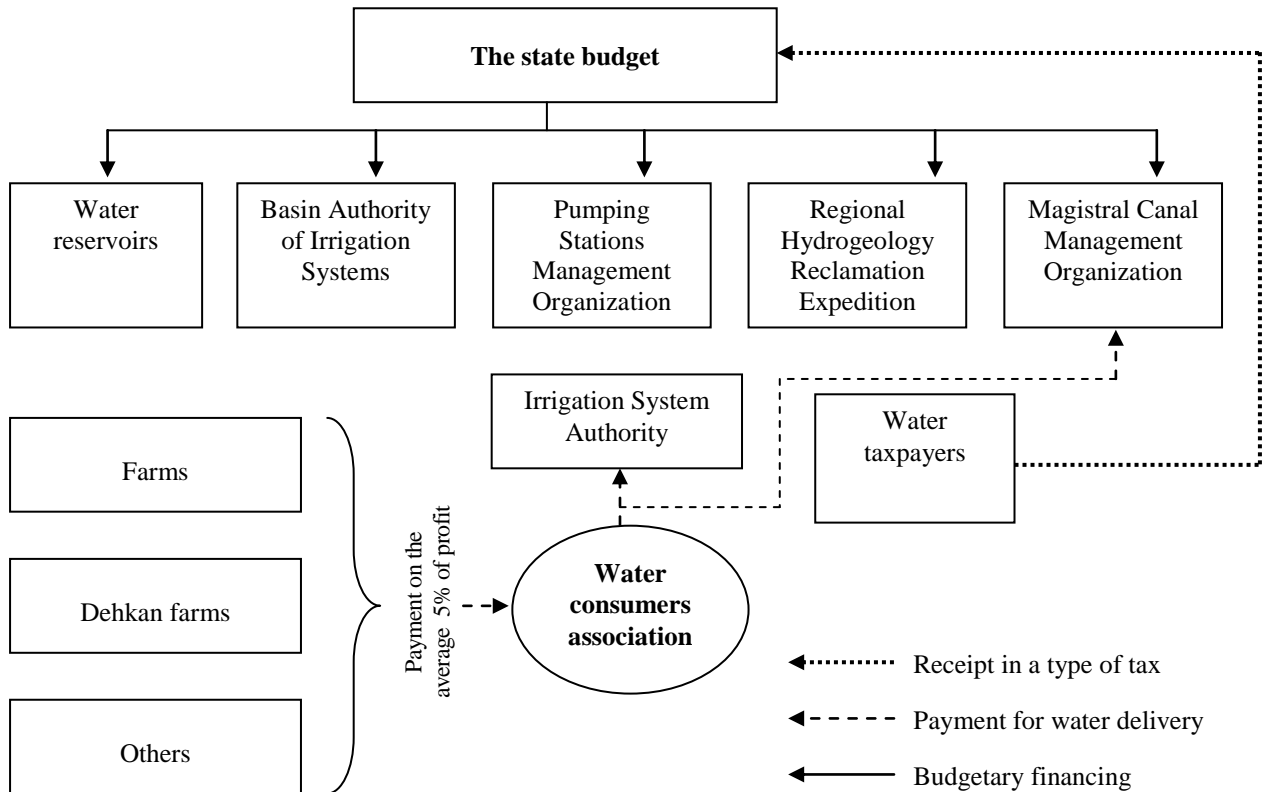 The state budget
Water
reservoirs
Basin Authority
of Irrigation
Systems
Pumping
Stations
Management
Organization
Regional
Hydrogeology
Reclamation
Expedition
Magistral Canal
Management
Organization
Irrigation System
Authority
Water
taxpayers
Farms
Dehkan farms
Others
Payment on the
average 5% of profit
Water
consumers
association
Receipt in a type of tax
Payment for water delivery
Budgetary financing